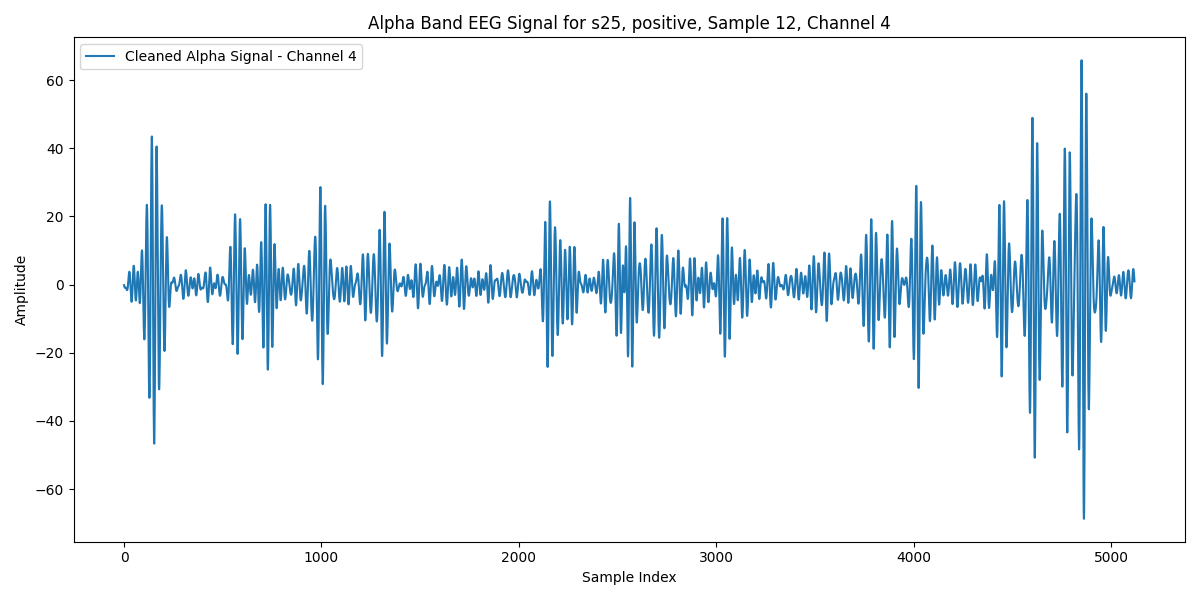 Alpha Band EEG Signal for s25, positive, Sample 12, Channel 4
Cleaned Alpha Signal - Channel 4
60
40
20
0
−20
−40
−60
Amplitude
0 1000 2000 3000 4000 5000
Sample Index